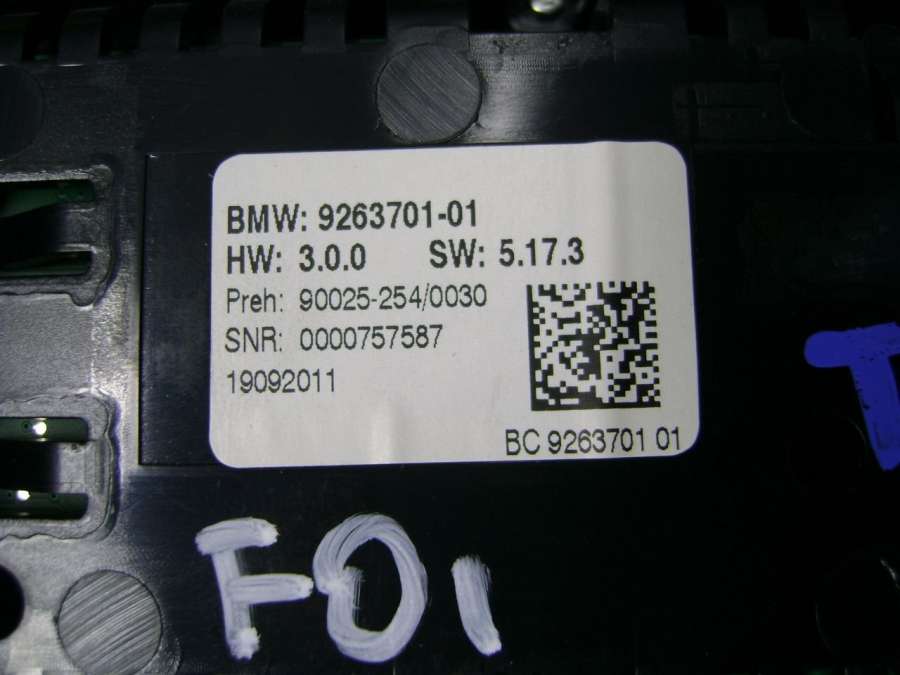 BMW: 9263701-01
HW: 3.0.0 SW: 5.17.3
Preh: 90025-254/0030
SNR: 0000757587
19092011
BC 9263701 01
T
F01